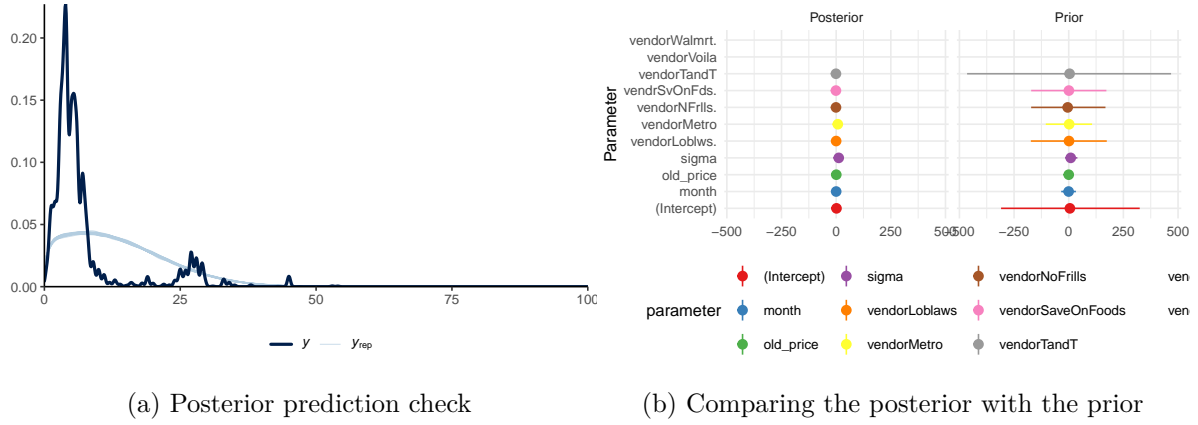 0.20
0.15
0.10
0.05
0.00
0 25 50 75 100
y yrep
(a) Posterior prediction check
Posterior Prior
Parameter
vendorWalmrt.
vendorVoila
vendorTandT
vendrSvOnFds.
vendorNFrlls.
vendorMetro
vendorLoblws.
sigma
old_price
month
(Intercept)
−500 −250 0 250 500 −500 −250 0 250 500
parameter
(Intercept) sigma vendorNoFrills ven
month vendorLoblaws vendorSaveOnFoods ven
old_price vendorMetro vendorTandT
(b) Comparing the posterior with the prior